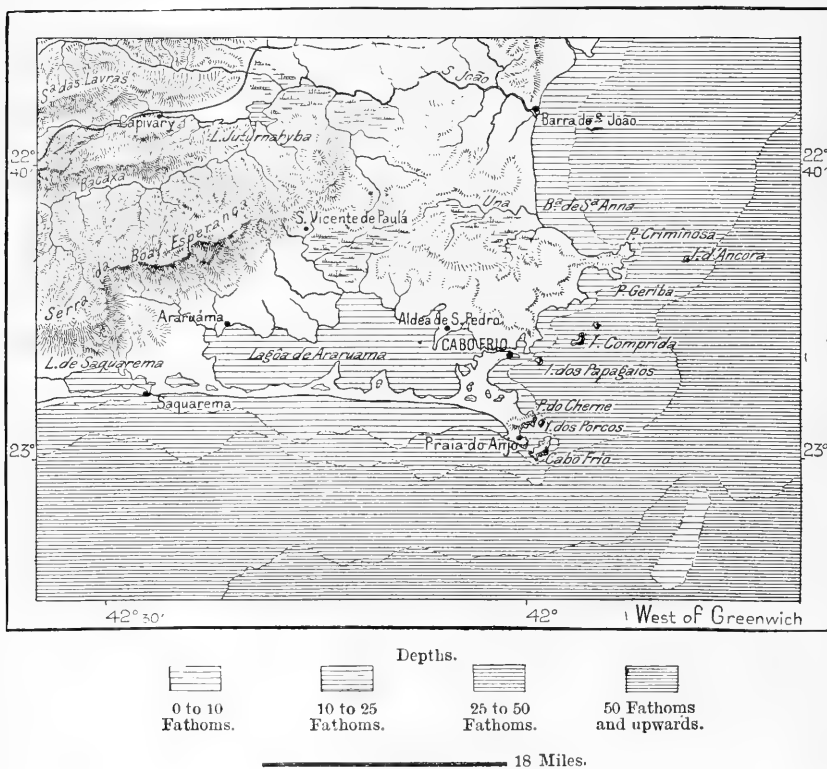 Sª das Lavras
S. João
Capivary
Barra de S. João
L. Juturnahyba
22°
40'
22°
40'
Bacaxa
Una
Bª de Sª Anna
S. Vicente de Paulá
P. Criminosa
I. d'Ancora
Serra da Boai Esperança
P. Geriba
Araruama
Aldea de S. Pedro
CABO FRIO
I. Comprida
L. de Saquarema
Lagôa de Araruama
I. dos Papagaios
Saquarema
P. do Cherne
I. dos Porcos
Praia do Anjo
23°
Cabo Frio
23°
42° 30'
42°
West of Greenwich
Depths.
0 to 10
Fathoms.
10 to 25
Fathoms.
25 to 50
Fathoms.
50 Fathoms
and upwards.
18 Miles.